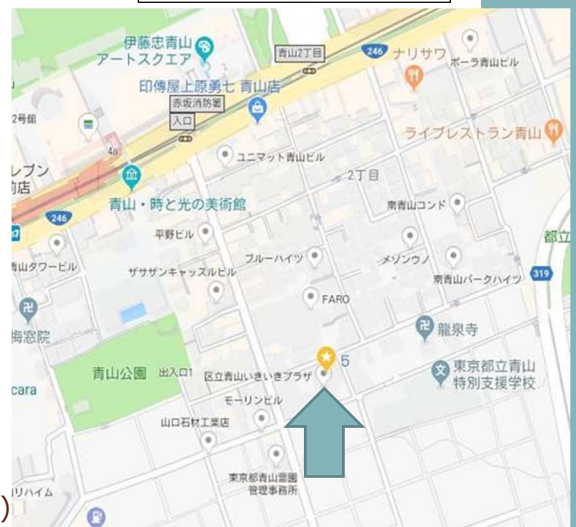 伊藤忠青山
アートスクエア
青山2丁目
246
ナリサワ
ポーラ青山ビル
印傳屋上原勇七 青山店
赤坂消防署
入口
2号館
4a
ユニマット青山ビル
ライブレストラン青山
レブン
前店
2丁目
青山・時と光の美術館
南青山コンド
246
平野ビル
都立
青山タワービル
ザサザンキャッスルビル
ブルーハイツ
メゾンウノ
南青山パークハイツ
319
FARO
梅窓院
龍泉寺
5
青山公園
出入口1
区立青山いきいきプラザ
東京都立青山
特別支援学校
cara
モーリンビル
山口石材工業店
東京都青山霊園
管理事務所
リハイム
)